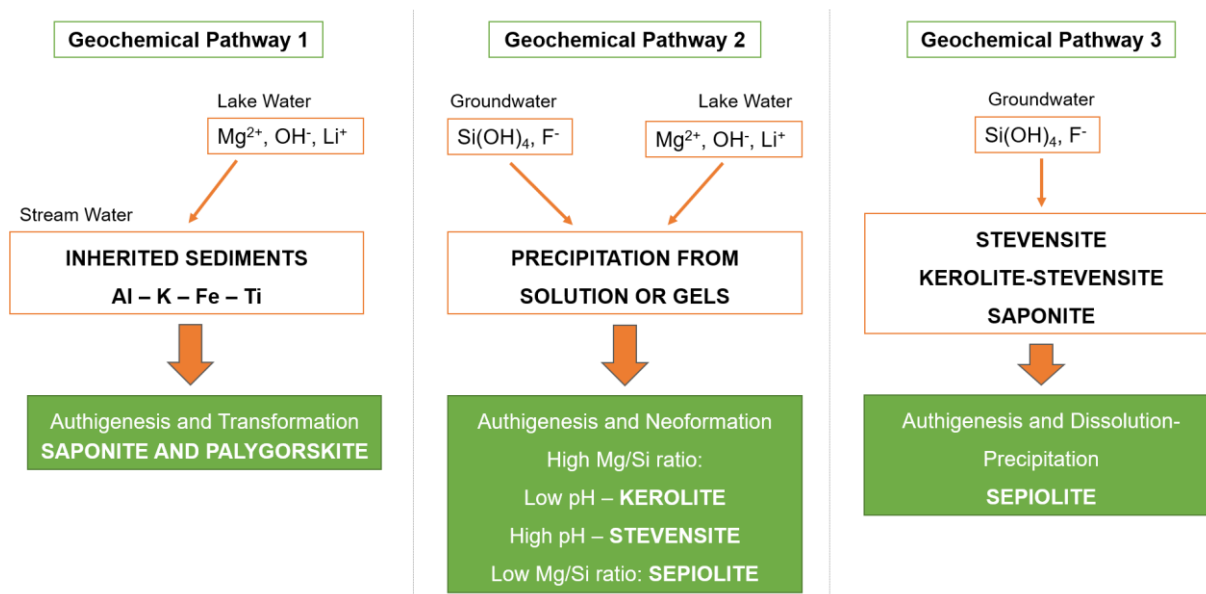 Geochemical Pathway 1
Lake Water
Mg²⁺, OH⁻, Li⁺
Stream Water
INHERITED SEDIMENTS
Al – K – Fe – Ti
Authigenesis and Transformation
SAPONITE AND PALYGORSKITE
Geochemical Pathway 2
Groundwater
Si(OH)₄, F⁻
Lake Water
Mg²⁺, OH⁻, Li⁺
PRECIPITATION FROM
SOLUTION OR GELS
Authigenesis and Neoformation
High Mg/Si ratio:
Low pH – KEROLITE
High pH – STEVENSITE
Low Mg/Si ratio: SEPIOLITE
Geochemical Pathway 3
Groundwater
Si(OH)₄, F⁻
STEVENSITE
KEROLITE-STEVENSITE
SAPONITE
Authigenesis and Dissolution-
Precipitation
SEPIOLITE